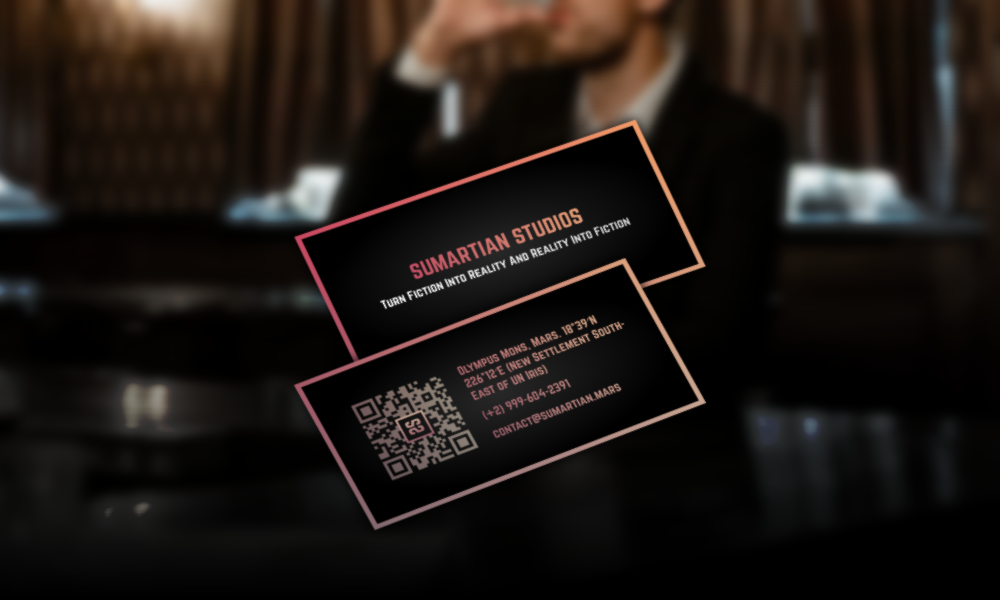 SUMARTIAN STUDIOS
Turn Fiction Into Reality And Reality Into Fiction
Olympus Mons, Mars. 18°39'N
226°12'E (New Settlement South-
East of UN Iris)
(+2) 999-604-2391
contact@sumartian.mars
SS